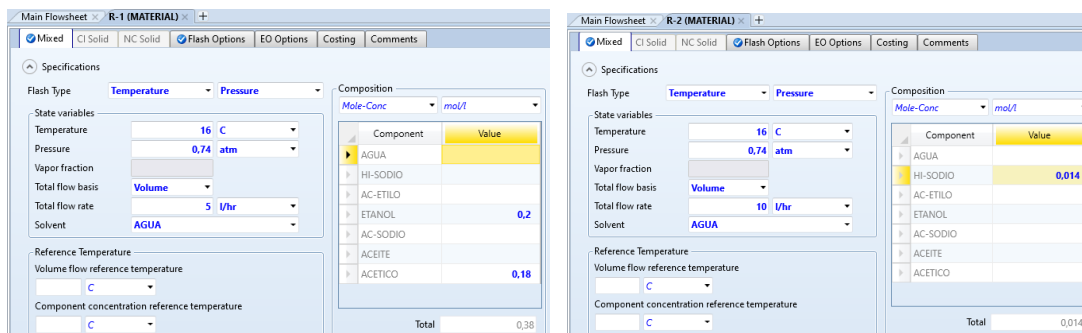 Main Flowsheet × R-1 (MATERIAL) × +
Mixed CI Solid NC Solid Flash Options EO Options Costing Comments
Specifications
Flash Type Temperature Pressure
State variables
Temperature 16 C
Pressure 0,74 atm
Vapor fraction
Total flow basis Volume
Total flow rate 5 l/hr
Solvent AGUA
Reference Temperature
Volume flow reference temperature
C
Component concentration reference temperature
C
Composition
Mole-Conc mol/l
Component Value
AGUA
HI-SODIO
AC-ETILO
ETANOL 0,2
AC-SODIO
ACEITE
ACETICO 0,18
Total 0,38
Main Flowsheet × R-2 (MATERIAL) × +
Mixed CI Solid NC Solid Flash Options EO Options Costing Comments
Specifications
Flash Type Temperature Pressure
State variables
Temperature 16 C
Pressure 0,74 atm
Vapor fraction
Total flow basis Volume
Total flow rate 10 l/hr
Solvent AGUA
Reference Temperature
Volume flow reference temperature
C
Component concentration reference temperature
C
Composition
Mole-Conc mol/l
Component Value
AGUA
HI-SODIO 0,014
AC-ETILO
ETANOL
AC-SODIO
ACEITE
ACETICO
Total 0,014